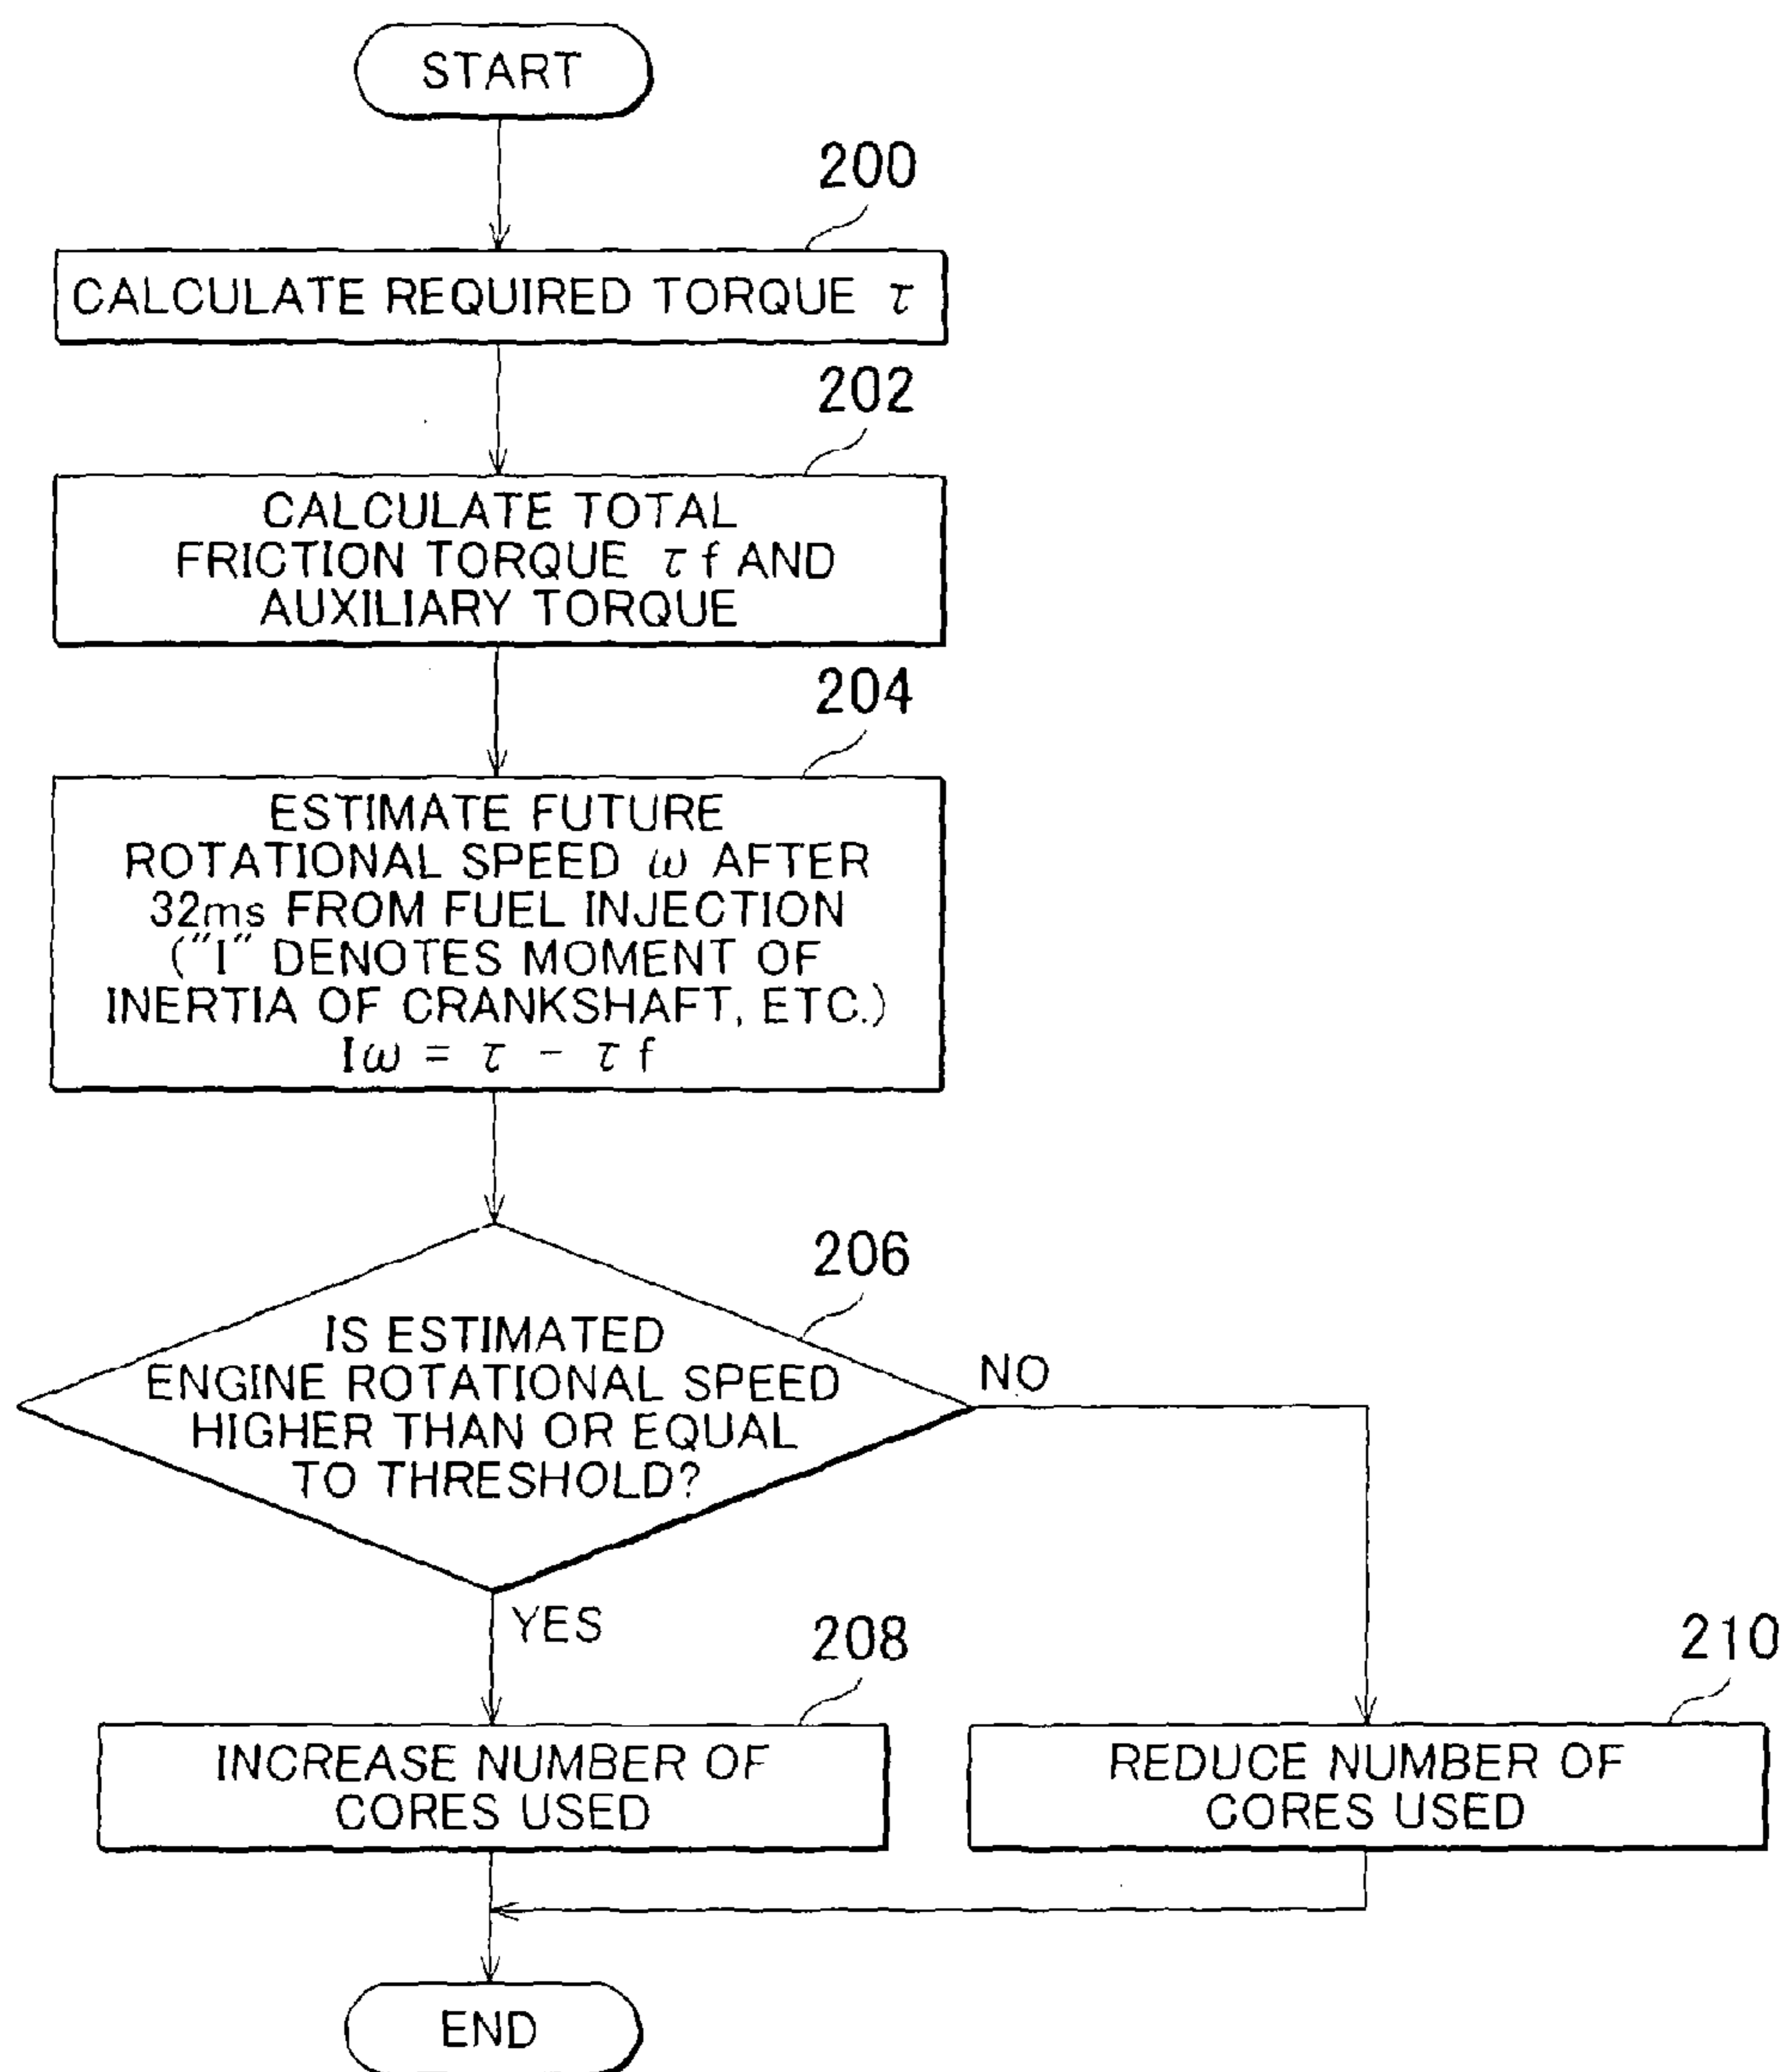 START
200
CALCULATE REQUIRED TORQUE τ
202
CALCULATE TOTAL
FRICTION TORQUE τ f AND
AUXILIARY TORQUE
204
ESTIMATE FUTURE
ROTATIONAL SPEED ω AFTER
32ms FROM FUEL INJECTION
("I" DENOTES MOMENT OF
INERTIA OF CRANKSHAFT, ETC.)
Iω = τ − τ f
206
IS ESTIMATED
ENGINE ROTATIONAL SPEED
HIGHER THAN OR EQUAL
TO THRESHOLD?
NO
YES
208
210
INCREASE NUMBER OF
CORES USED
REDUCE NUMBER OF
CORES USED
END